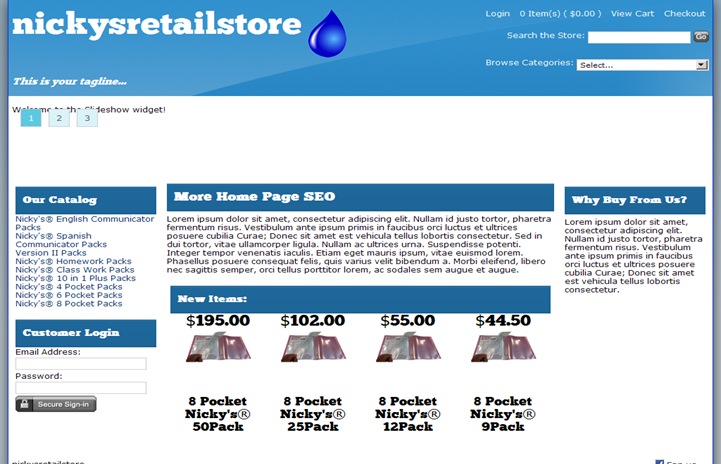 nickysretailstore
Login 0 Item(s) ( $0.00 ) View Cart Checkout
Search the Store: Go
Browse Categories: Select...
This is your tagline...
Welcome to the Slideshow widget!
1 2 3
Our Catalog
Nicky's® English Communicator
Packs
Nicky's® Spanish
Communicator Packs
Version II Packs
Nicky's® Homework Packs
Nicky's® Class Work Packs
Nicky's® 10 in 1 Plus Packs
Nicky's® 4 Pocket Packs
Nicky's® 6 Pocket Packs
Nicky's® 8 Pocket Packs
Customer Login
Email Address:
Password:
Secure Sign-in
More Home Page SEO
Lorem ipsum dolor sit amet, consectetur adipiscing elit. Nullam id justo tortor, pharetra
fermentum risus. Vestibulum ante ipsum primis in faucibus orci luctus et ultrices
posuere cubilia Curae; Donec sit amet est vehicula tellus lobortis consectetur. Sed in
dui tortor, vitae ullamcorper ligula. Nullam ac ultrices urna. Suspendisse potenti.
Integer tempor venenatis iaculis. Etiam eget mauris ipsum, vitae euismod lorem.
Phasellus posuere consequat felis, quis varius velit bibendum a. Morbi eleifend, libero
nec sagittis semper, orci tellus porttitor lorem, ac sodales sem augue et augue.
New Items:
$195.00 $102.00 $55.00 $44.50
8 Pocket 8 Pocket 8 Pocket 8 Pocket
Nicky's® Nicky's® Nicky's® Nicky's®
50Pack 25Pack 12Pack 9Pack
Why Buy From Us?
Lorem ipsum dolor sit amet,
consectetur adipiscing elit.
Nullam id justo tortor, pharetra
fermentum risus. Vestibulum
ante ipsum primis in faucibus
orci luctus et ultrices posuere
cubilia Curae; Donec sit amet
est vehicula tellus lobortis
consectetur.
nickysretailstore